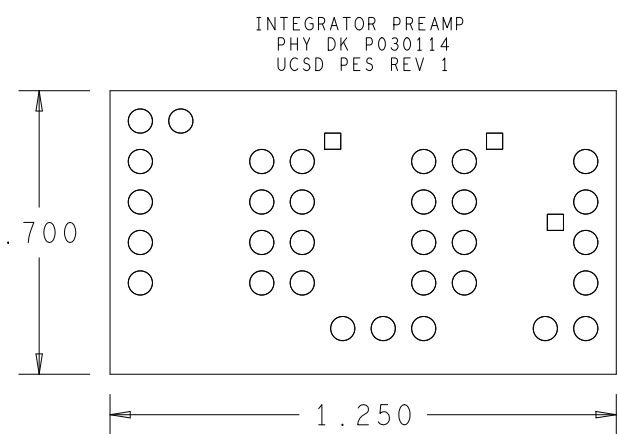 INTEGRATOR PREAMP
PHY DK P030114
UCSD PES REV 1
.700
1.250